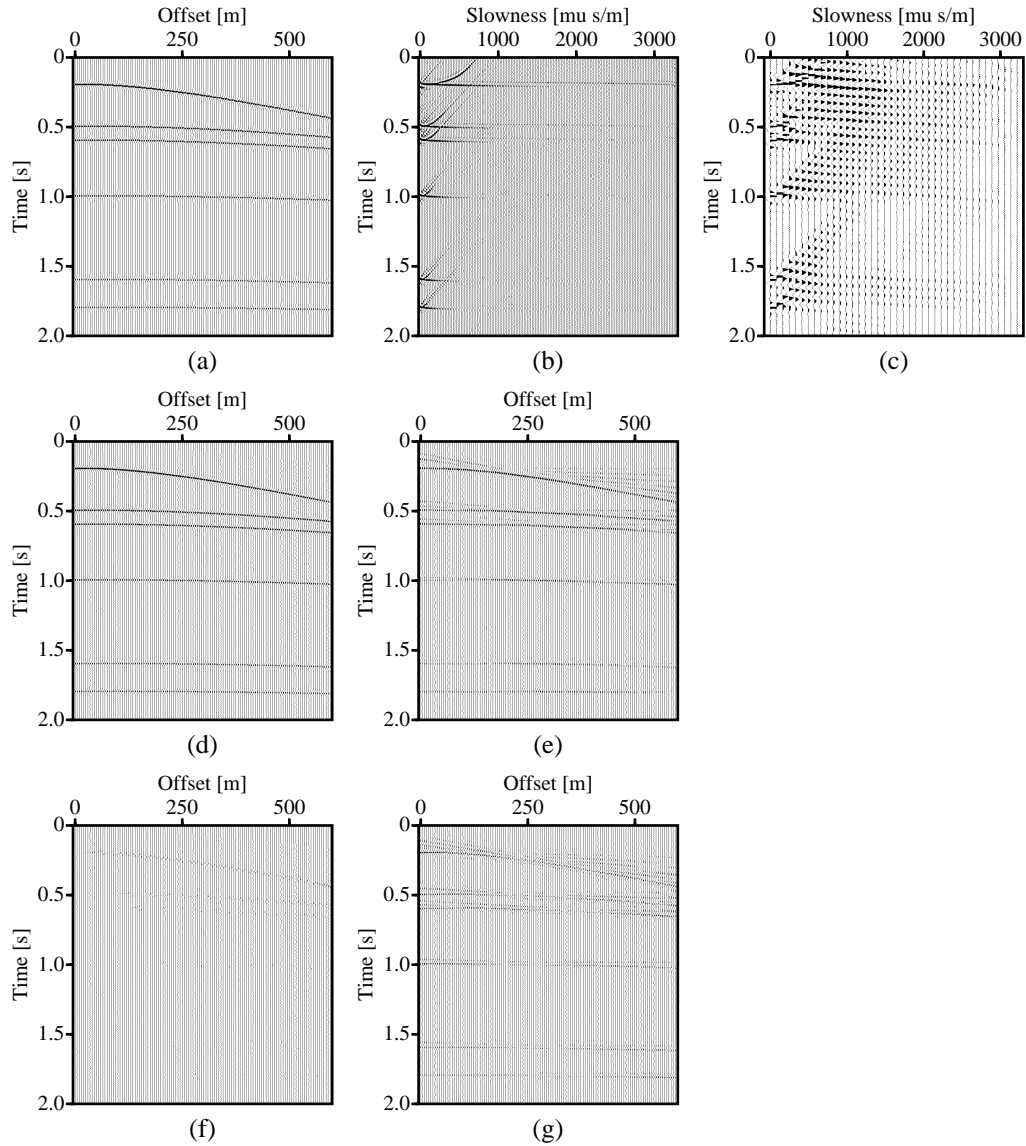 Offset [m] Slowness [mu s/m] Slowness [mu s/m]
0 250 500 0 1000 2000 3000 0 1000 2000 3000
0 0 0
0.5 0.5 0.5
1.0 1.0 1.0
1.5 1.5 1.5
2.0 2.0 2.0
Time [s] Time [s] Time [s]
(a) (b) (c)
Offset [m] Offset [m]
0 250 500 0 250 500
0 0
0.5 0.5
1.0 1.0
1.5 1.5
2.0 2.0
Time [s] Time [s]
(d) (e)
Offset [m] Offset [m]
0 250 500 0 250 500
0 0
0.5 0.5
1.0 1.0
1.5 1.5
2.0 2.0
Time [s] Time [s]
(f) (g)